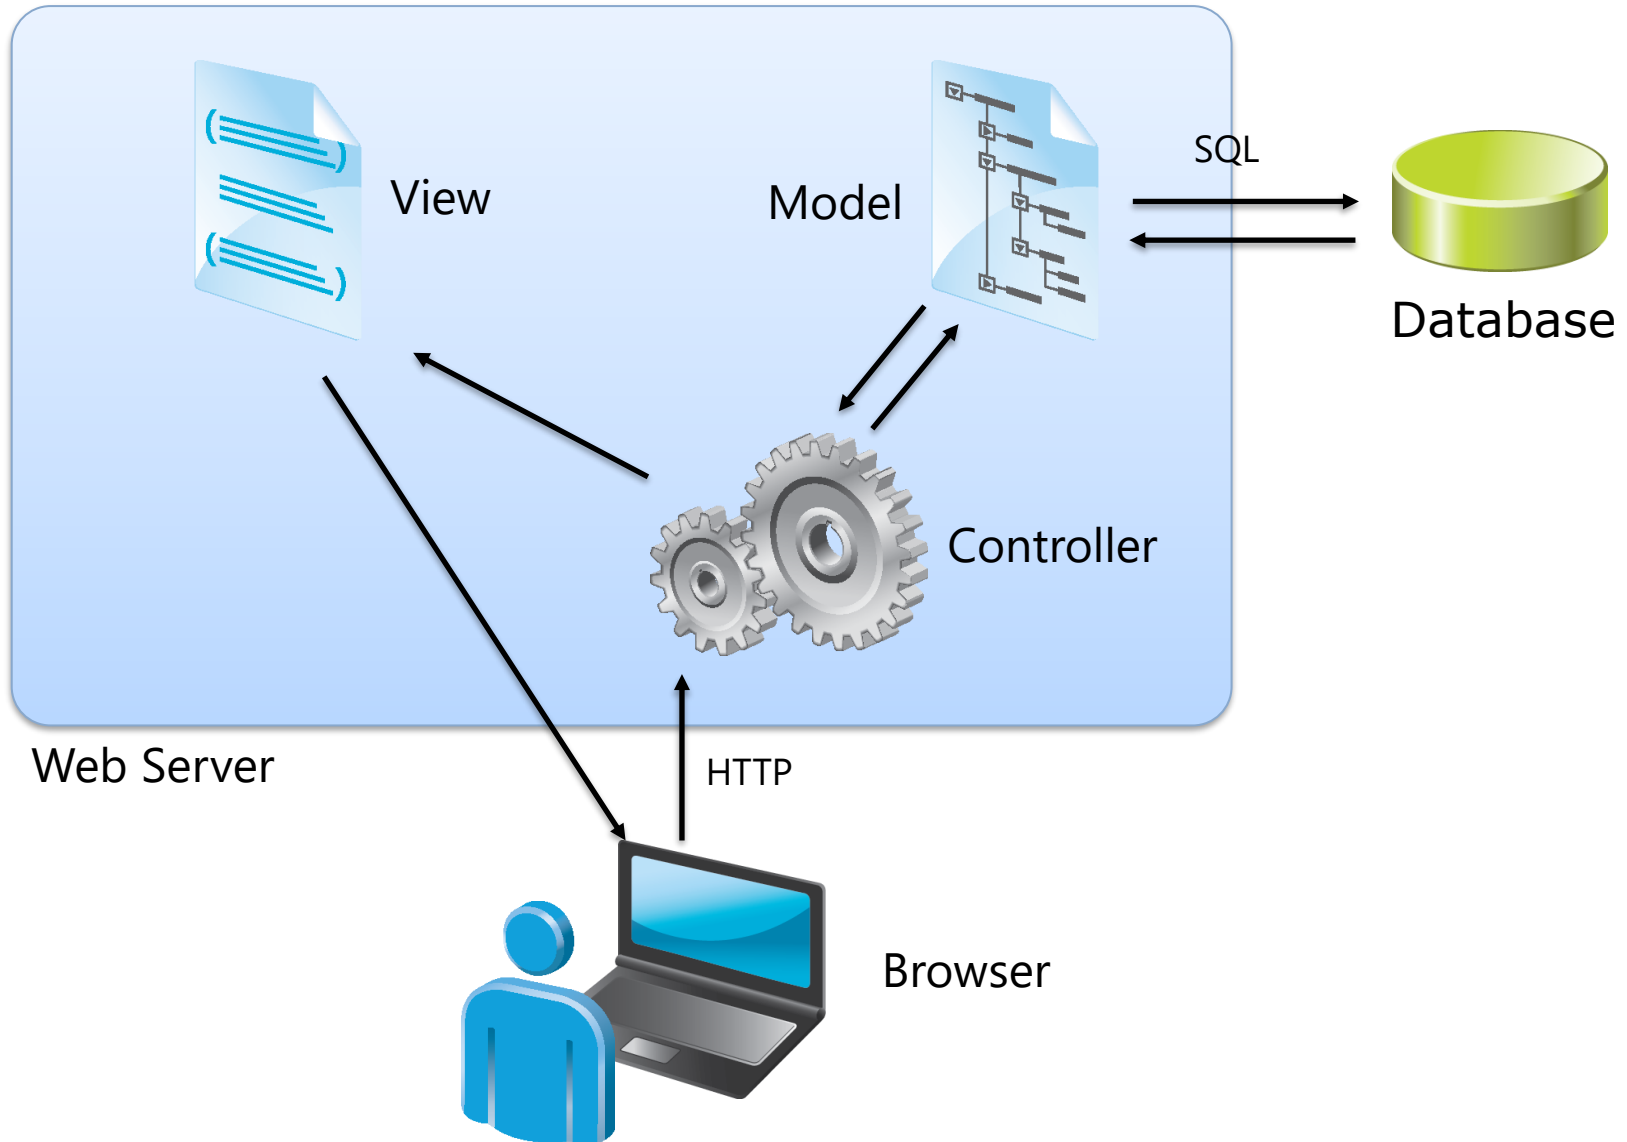 SQL
View
Model
Database
Controller
Web Server
HTTP
Browser